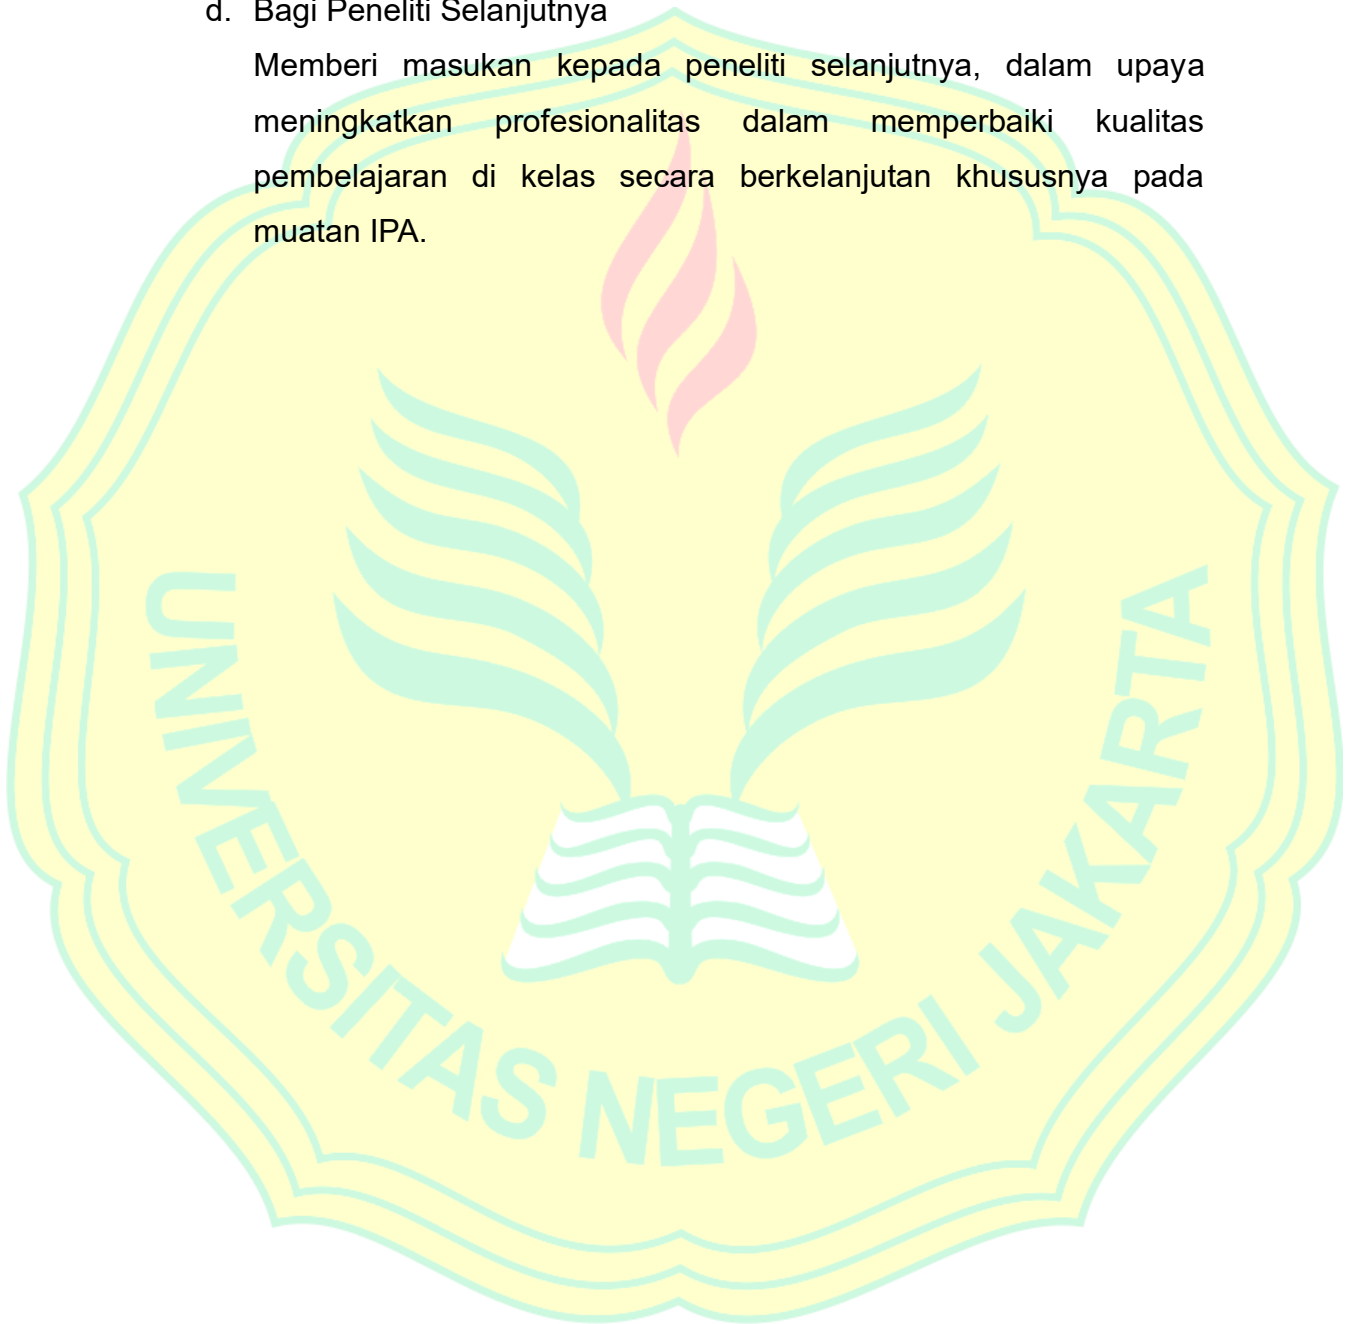 d. Bagi Peneliti Selanjutnya
Memberi masukan kepada peneliti selanjutnya, dalam upaya
meningkatkan profesionalitas dalam memperbaiki kualitas
pembelajaran di kelas secara berkelanjutan khususnya pada
muatan IPA.
UNIVERSITAS NEGERI JAKARTA